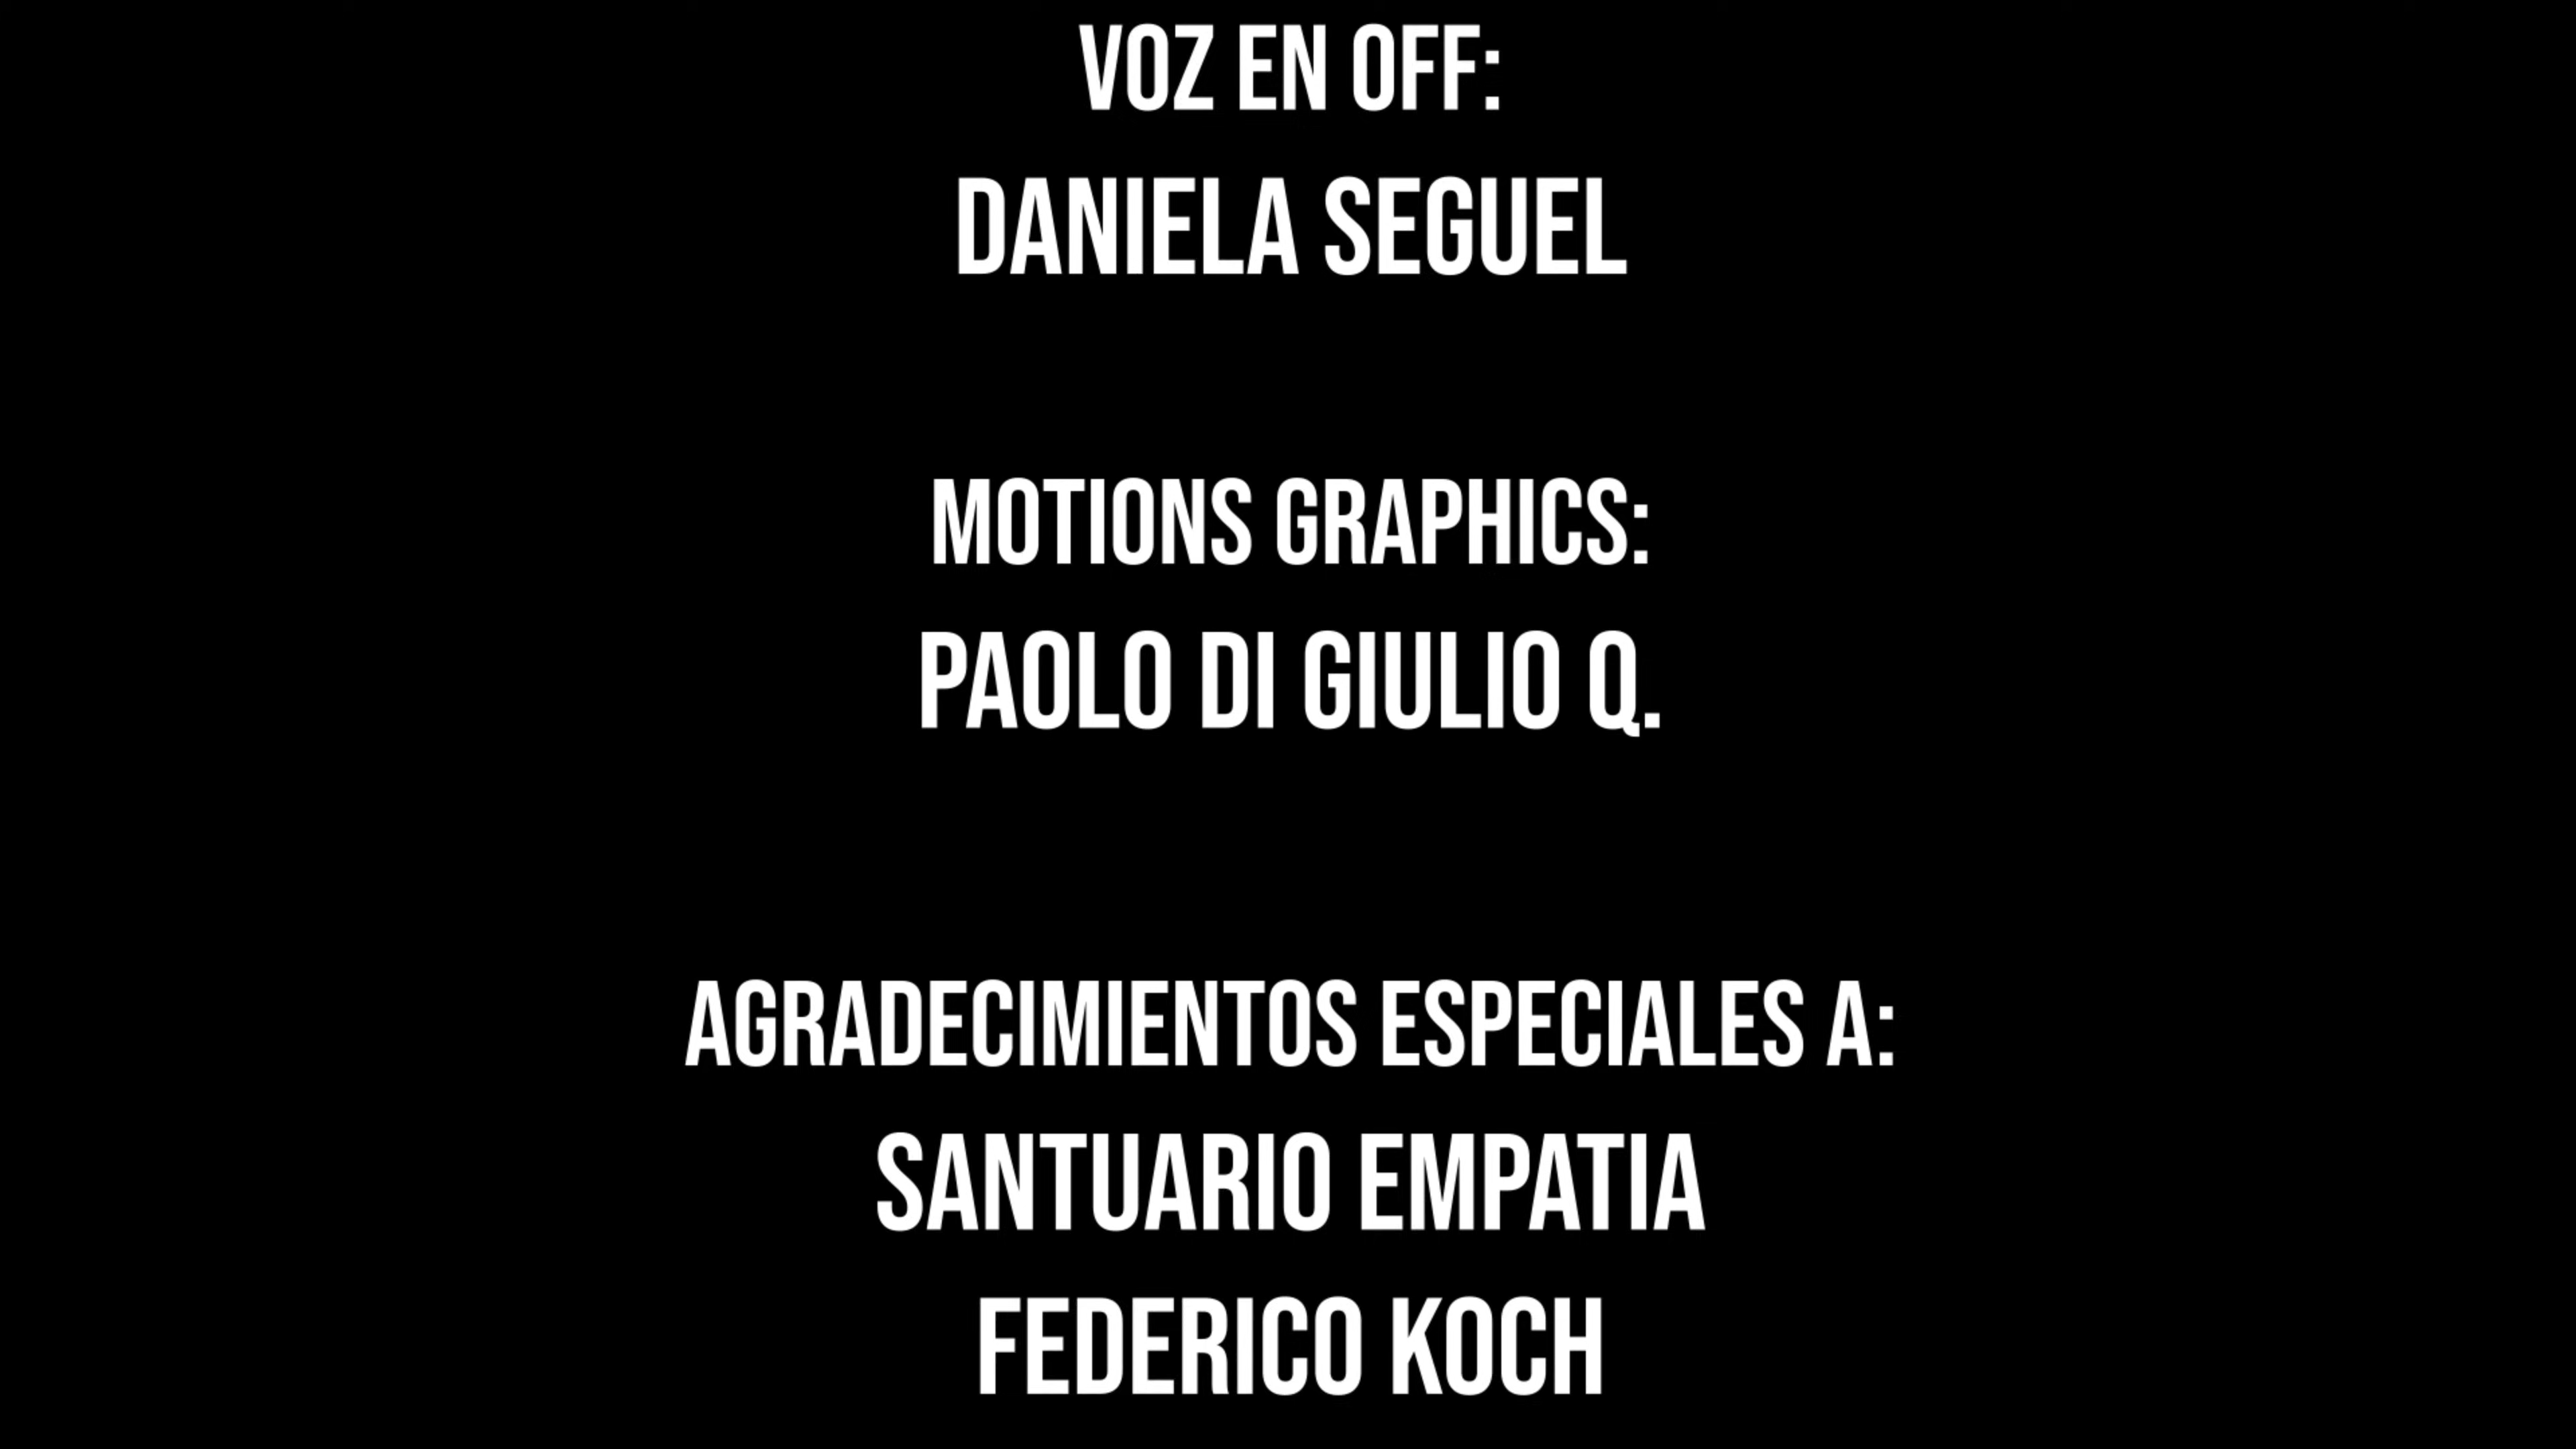 VOZ EN OFF:
DANIELA SEGUEL
MOTIONS GRAPHICS:
PAOLO DI GIULIO Q.
AGRADECIMIENTOS ESPECIALES A:
SANTUARIO EMPATIA
FEDERICO KOCH